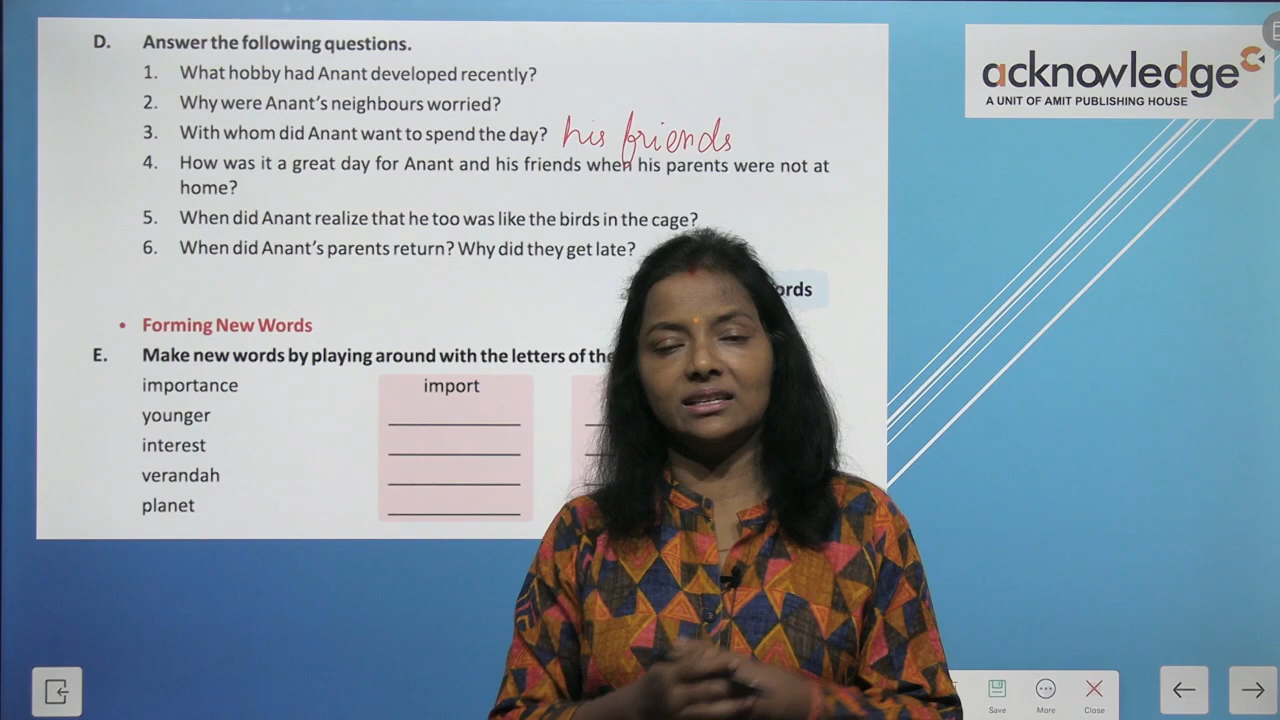 D. Answer the following questions.
1. What hobby had Anant developed recently?
2. Why were Anant's neighbours worried?
3. With whom did Anant want to spend the day? his friends
4. How was it a great day for Anant and his friends when his parents were not at
home?
5. When did Anant realize that he too was like the birds in the cage?
6. When did Anant's parents return? Why did they get late?
• Forming New Words
E. Make new words by playing around with the letters of the
importance import
younger
interest
verandah
planet
acknowledge
A UNIT OF AMIT PUBLISHING HOUSE
Save
More
Close